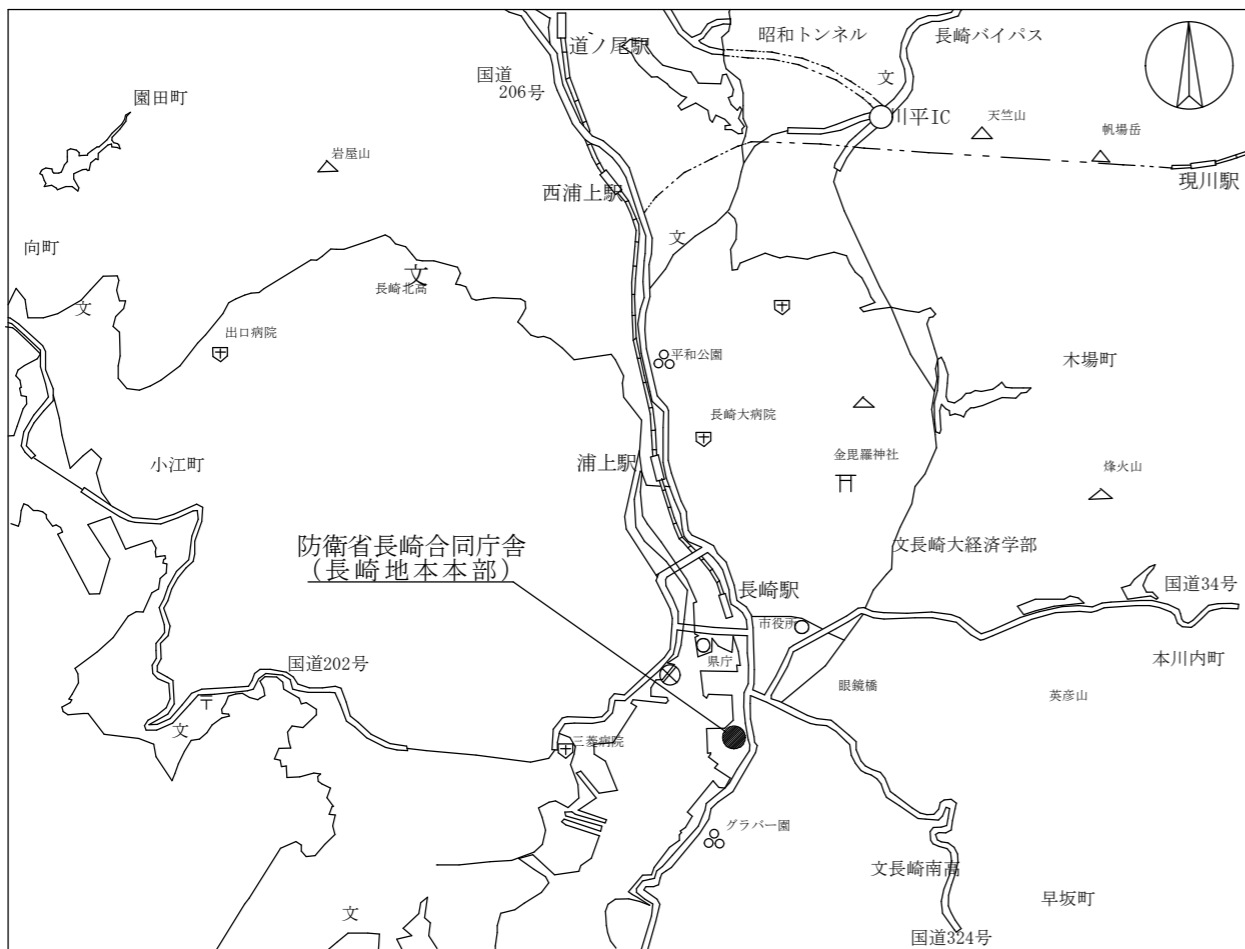 昭和トンネル
長崎バイパス
道ノ尾駅
国道
206号
文
園田町
川平IC
天竺山
帆場岳
岩屋山
西浦上駅
現川駅
向町
文
文
長崎北高
文
出口病院
平和公園
木場町
長崎大病院
浦上駅
小江町
金毘羅神社
烽火山
防衛省長崎合同庁舎
(長崎地本本部)
文長崎大経済学部
長崎駅
国道34号
市役所
県庁
本川内町
国道202号
眼鏡橋
英彦山
〒
文
三菱病院
グラバー園
文長崎南高
早坂町
文
国道324号